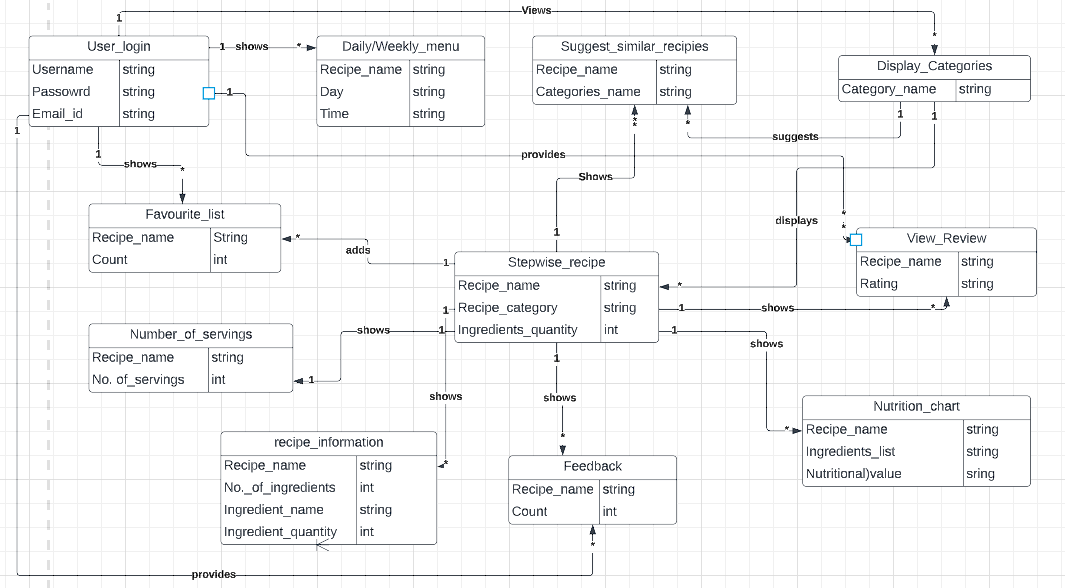 Views
1
*
User_login
Username string
Passowrd string
Email_id string
1 shows *
Daily/Weekly_menu
Recipe_name string
Day string
Time string
Suggest_similar_recipies
Recipe_name string
Categories_name string
Display_Categories
Category_name string
1
1
1
1
*
*
*
suggests
1
shows
*
provides
Shows
1
displays
*
*
Favourite_list
Recipe_name String
Count int
*
adds
1
Stepwise_recipe
Recipe_name string
Recipe_category string
Ingredients_quantity int
*
View_Review
Recipe_name string
Rating string
1 shows *
1
1 shows 1
1
shows
*
Number_of_servings
Recipe_name string
No. of_servings int
1
shows
*
shows
*
recipe_information
Recipe_name string
No._of_ingredients int
Ingredient_name string
Ingredient_quantity int
Feedback
Recipe_name string
Count int
Nutrition_chart
Recipe_name string
Ingredients_list string
Nutritional)value sring
*
provides